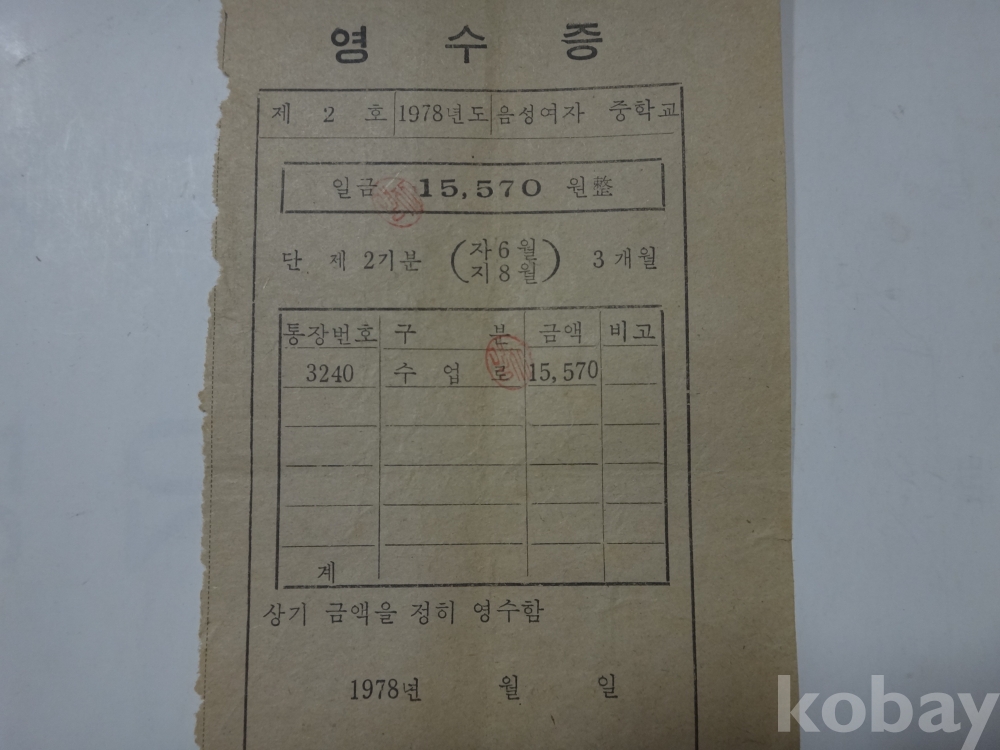 영 수 증
제 2 호 1978년도 음성여자 중학교
일금 15,570 원整
단 제 2기분 (자 6 월 지 8 월) 3 개월
통장번호 구 분 금액 비고
3240 수 업 료 15,570
계
상기 금액을 정히 영수함
1978년 월 일
kobay